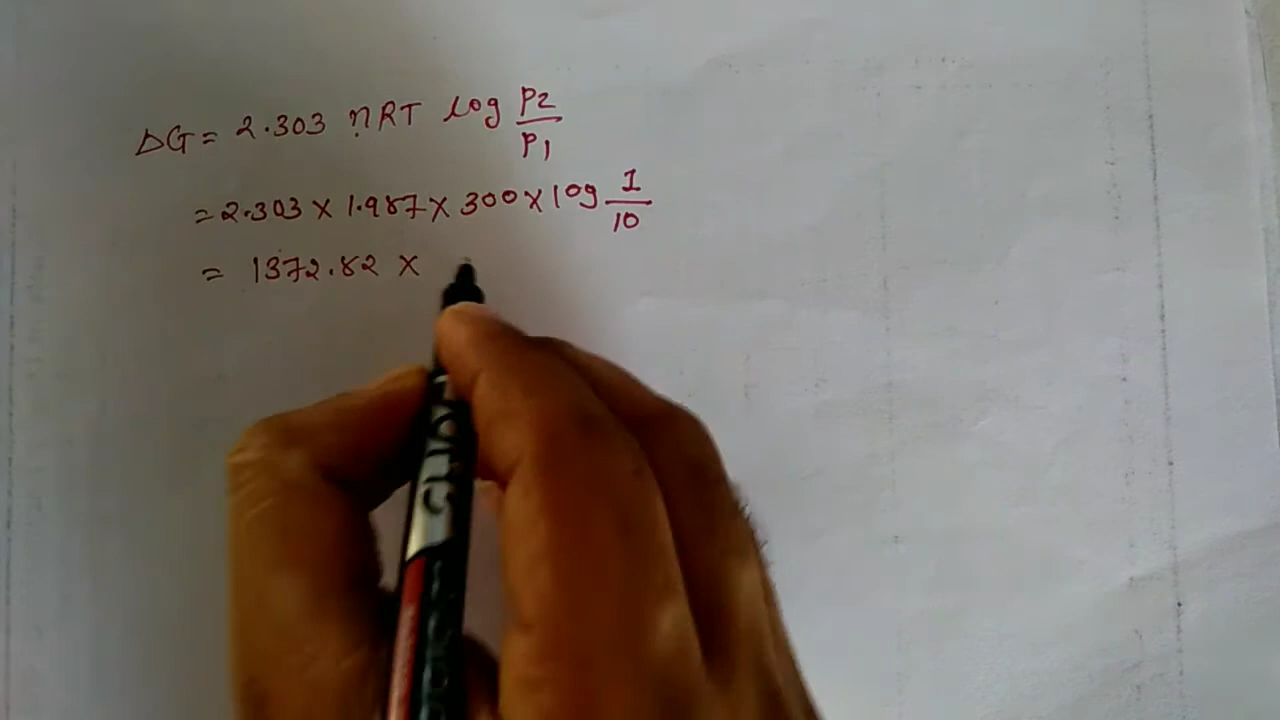 ΔG = 2.303 nRT log P2/P1
= 2.303 × 1.987 × 300 × log 1/10
= 1372.82 ×